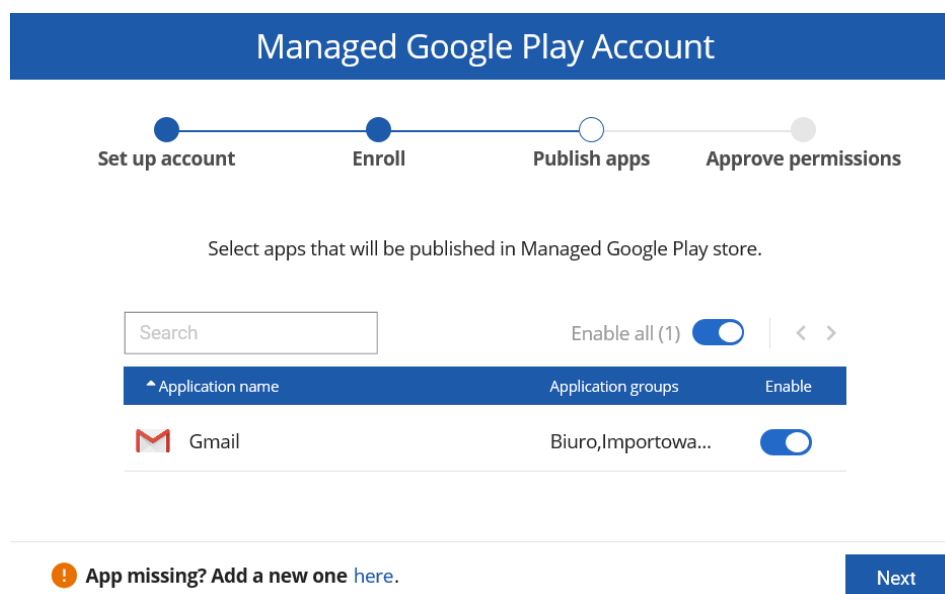 Managed Google Play Account
Set up account Enroll Publish apps Approve permissions
Select apps that will be published in Managed Google Play store.
Search Enable all (1)
Application name Application groups Enable
Gmail Biuro,Importowa...
! App missing? Add a new one here.
Next